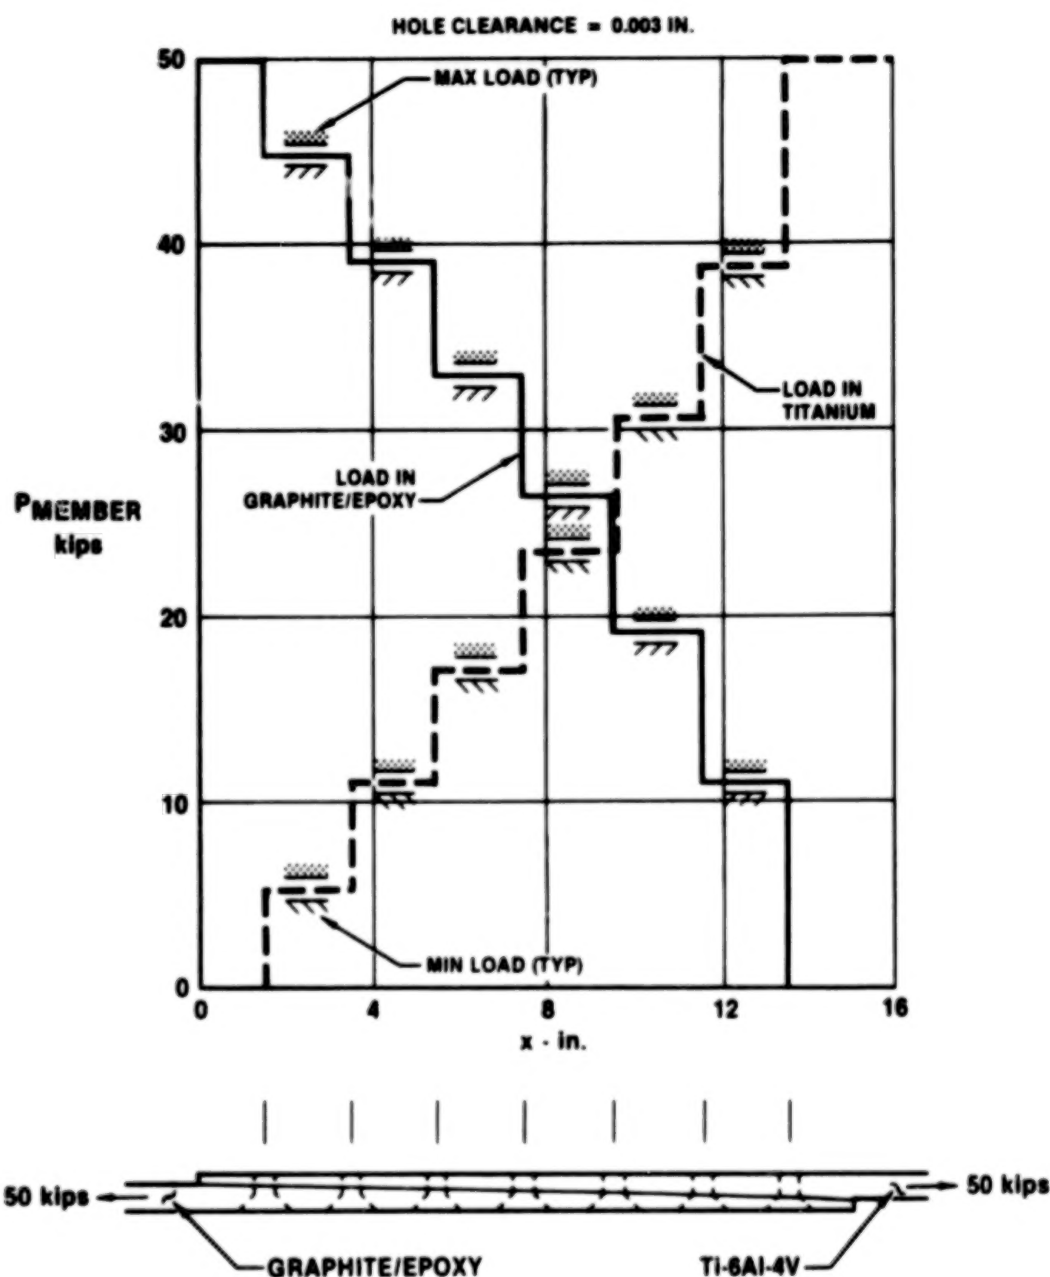 HOLE CLEARANCE = 0.003 IN.
50
MAX LOAD (TYP)
40
LOAD IN
TITANIUM
30
LOAD IN
GRAPHITE/EPOXY
PMEMBER
kips
20
10
MIN LOAD (TYP)
0
0 4 8 12 16
x - in.
50 kips
50 kips
GRAPHITE/EPOXY
Ti-6Al-4V